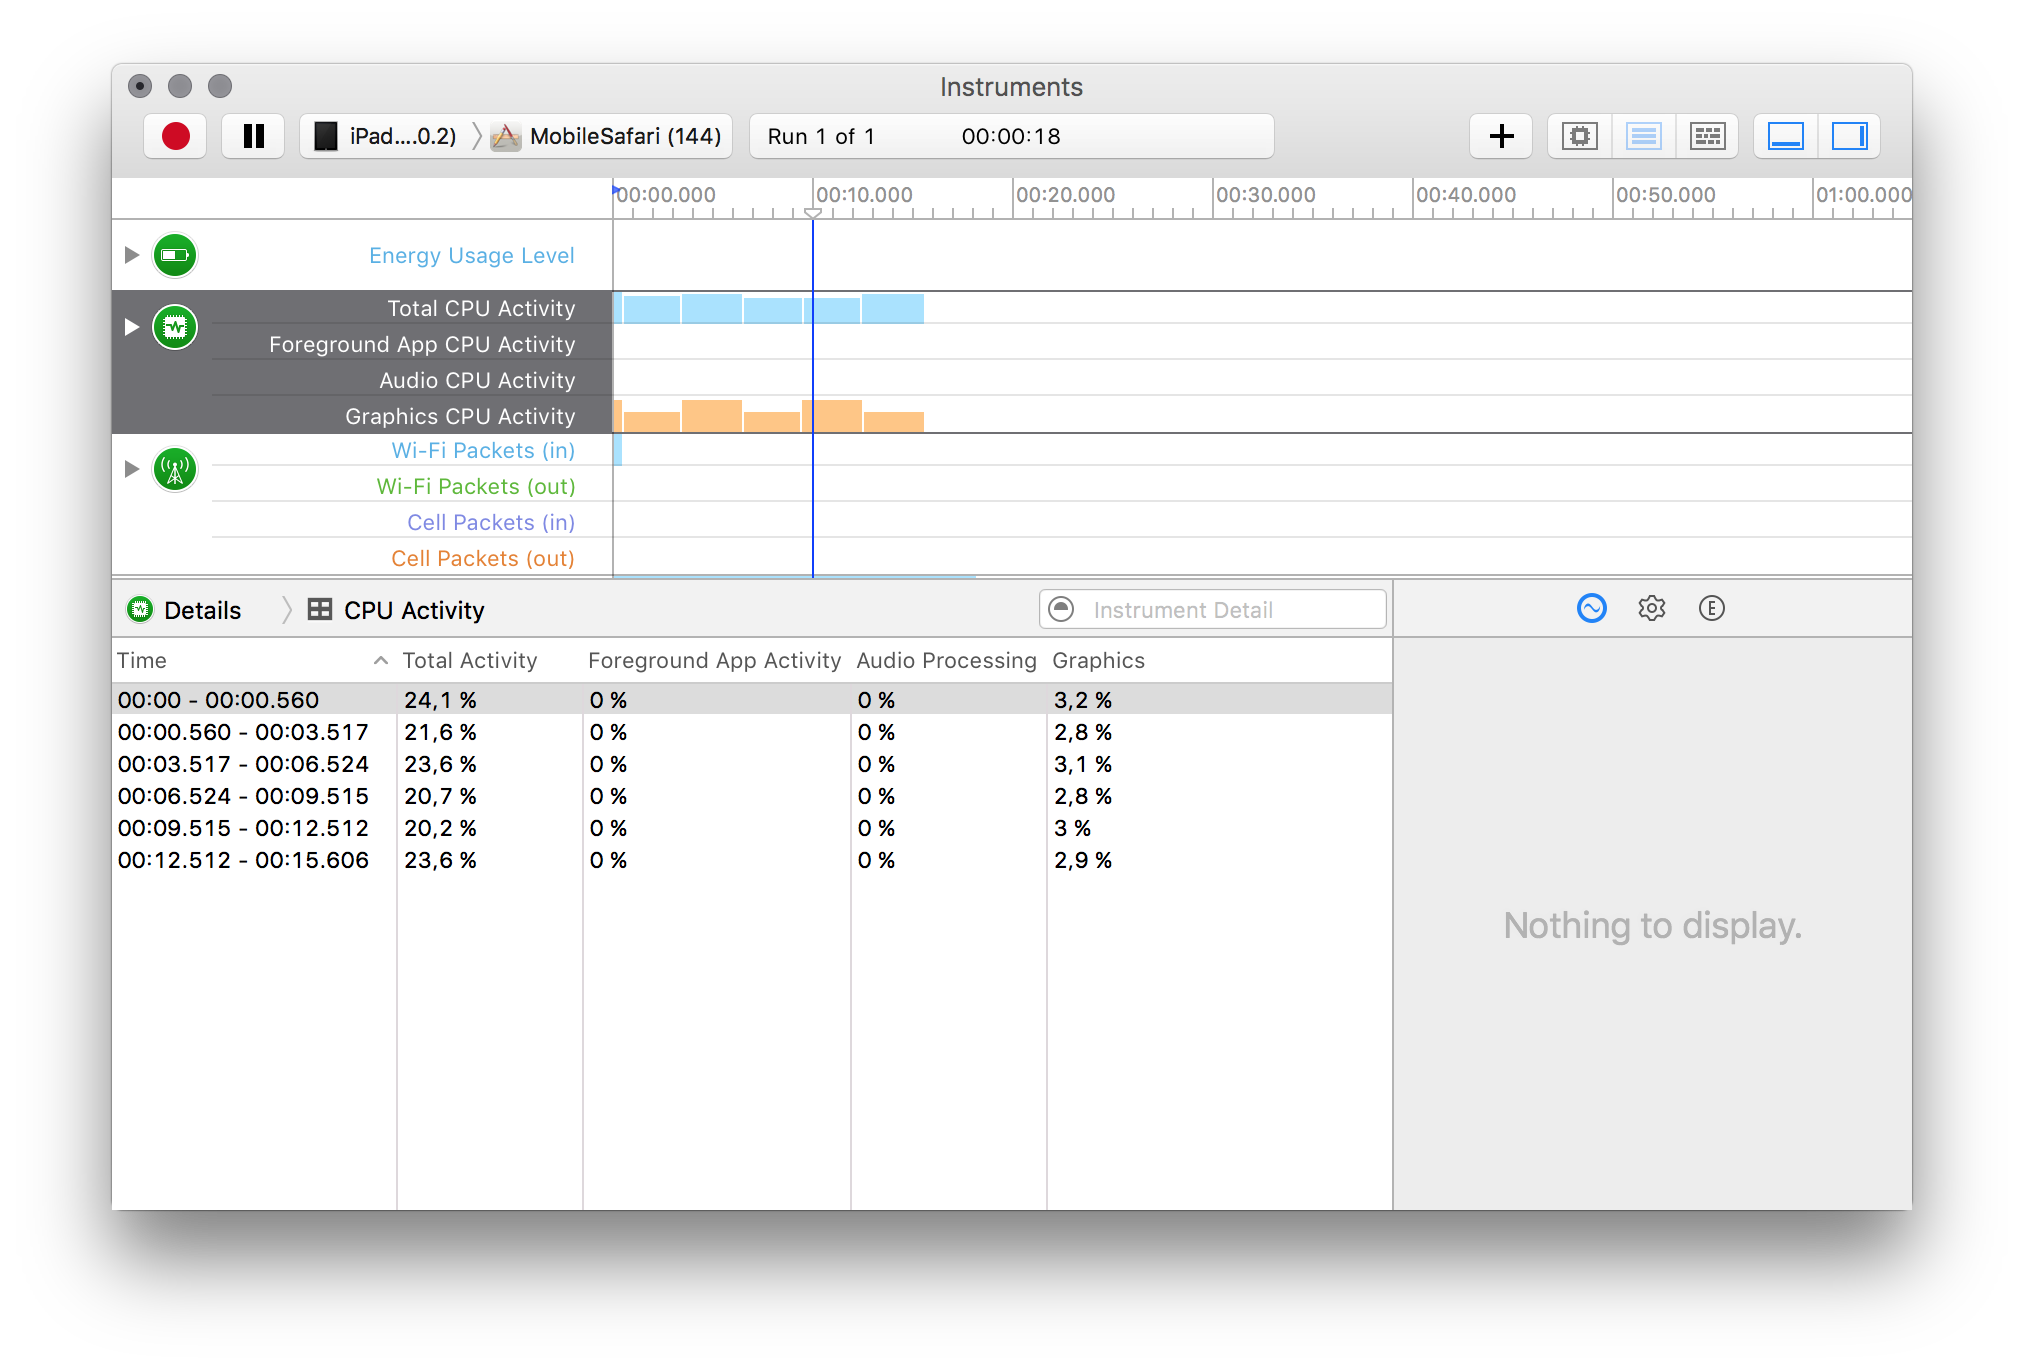 Instruments
iPad....0.2) MobileSafari (144) Run 1 of 1 00:00:18
00:00.000 00:10.000 00:20.000 00:30.000 00:40.000 00:50.000 01:00.000
Energy Usage Level
Total CPU Activity
Foreground App CPU Activity
Audio CPU Activity
Graphics CPU Activity
Wi-Fi Packets (in)
Wi-Fi Packets (out)
Cell Packets (in)
Cell Packets (out)
Details CPU Activity Instrument Detail E
Time Total Activity Foreground App Activity Audio Processing Graphics
00:00 - 00:00.560 24,1 % 0 % 0 % 3,2 %
00:00.560 - 00:03.517 21,6 % 0 % 0 % 2,8 %
00:03.517 - 00:06.524 23,6 % 0 % 0 % 3,1 %
00:06.524 - 00:09.515 20,7 % 0 % 0 % 2,8 %
00:09.515 - 00:12.512 20,2 % 0 % 0 % 3 %
00:12.512 - 00:15.606 23,6 % 0 % 0 % 2,9 %
Nothing to display.